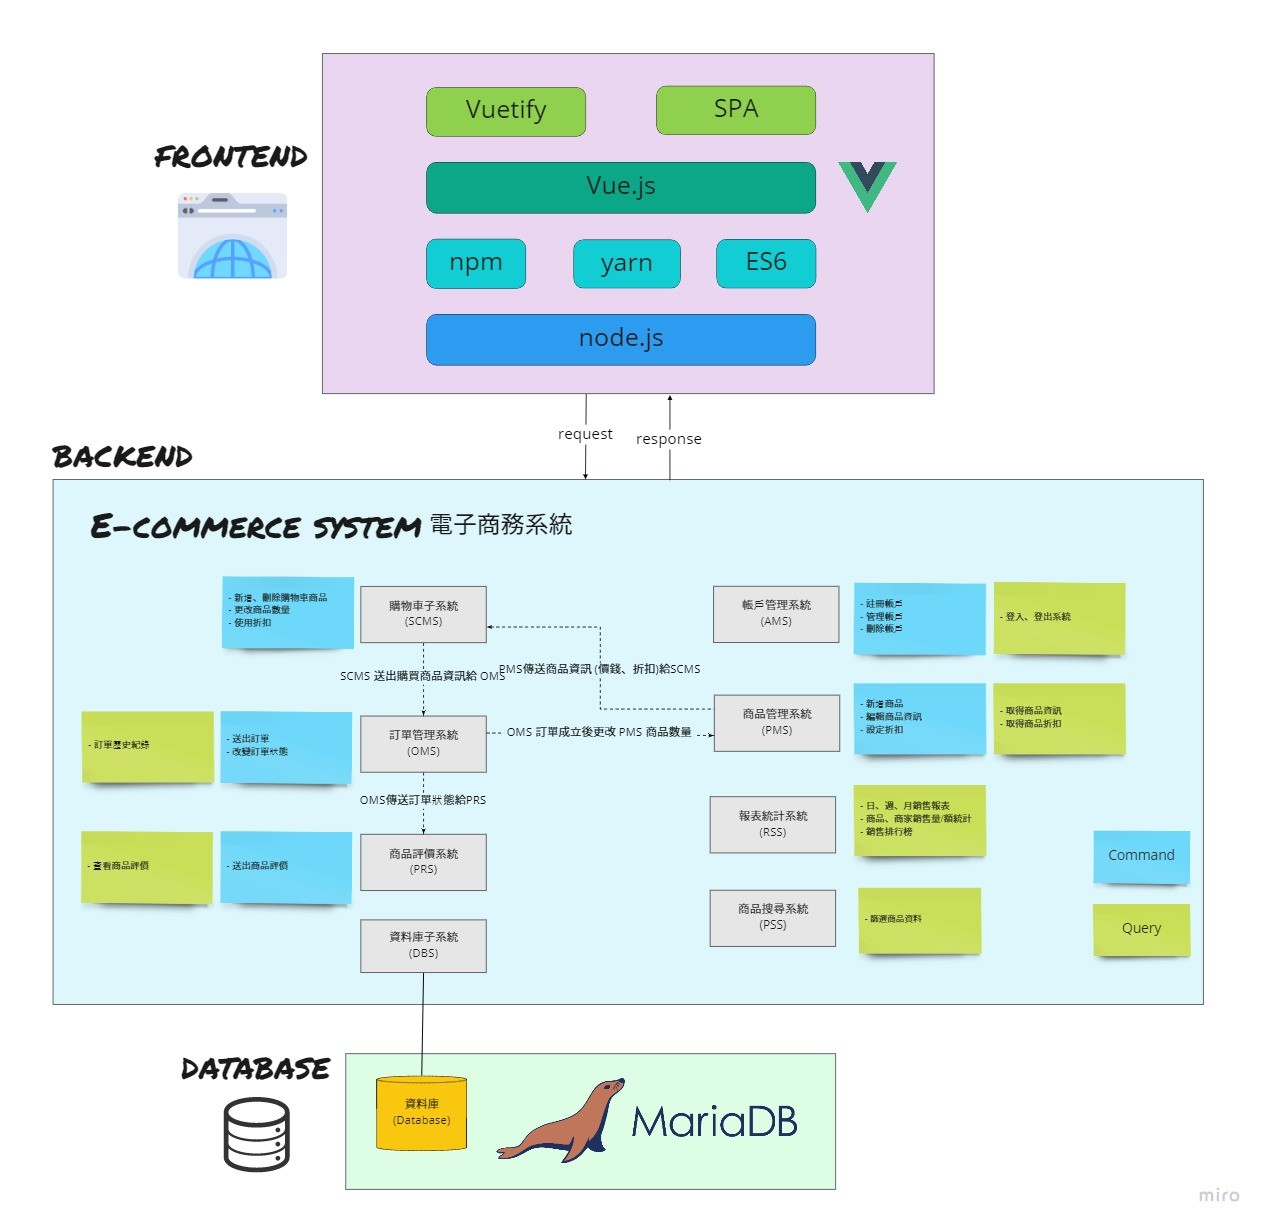 Vuetify
SPA
FRONTEND
Vue.js
npm
yarn
ES6
node.js
request
response
BACKEND
E-COMMERCE SYSTEM 電子商務系統
- 新增、刪除購物車商品
- 更改商品數量
- 使用折扣
購物車子系統
(SCMS)
帳戶管理系統
(AMS)
- 註冊帳戶
- 管理帳戶
- 刪除帳戶
- 登入、登出系統
SCMS 送出購買商品資訊給 OMS
PMS傳送商品資訊 (價錢、折扣)給SCMS
- 訂單歷史紀錄
- 送出訂單
- 改變訂單狀態
訂單管理系統
(OMS)
OMS 訂單成立後更改 PMS 商品數量
商品管理系統
(PMS)
- 新增商品
- 編輯商品資訊
- 設定折扣
- 取得商品資訊
- 取得商品折扣
OMS傳送訂單狀態給PRS
- 查看商品評價
- 送出商品評價
商品評價系統
(PRS)
報表統計系統
(RSS)
- 日、週、月銷售報表
- 商品、商家銷售量/額統計
- 銷售排行榜
Command
資料庫子系統
(DBS)
商品搜尋系統
(PSS)
- 篩選商品資料
Query
DATABASE
資料庫
(Database)
MariaDB
miro